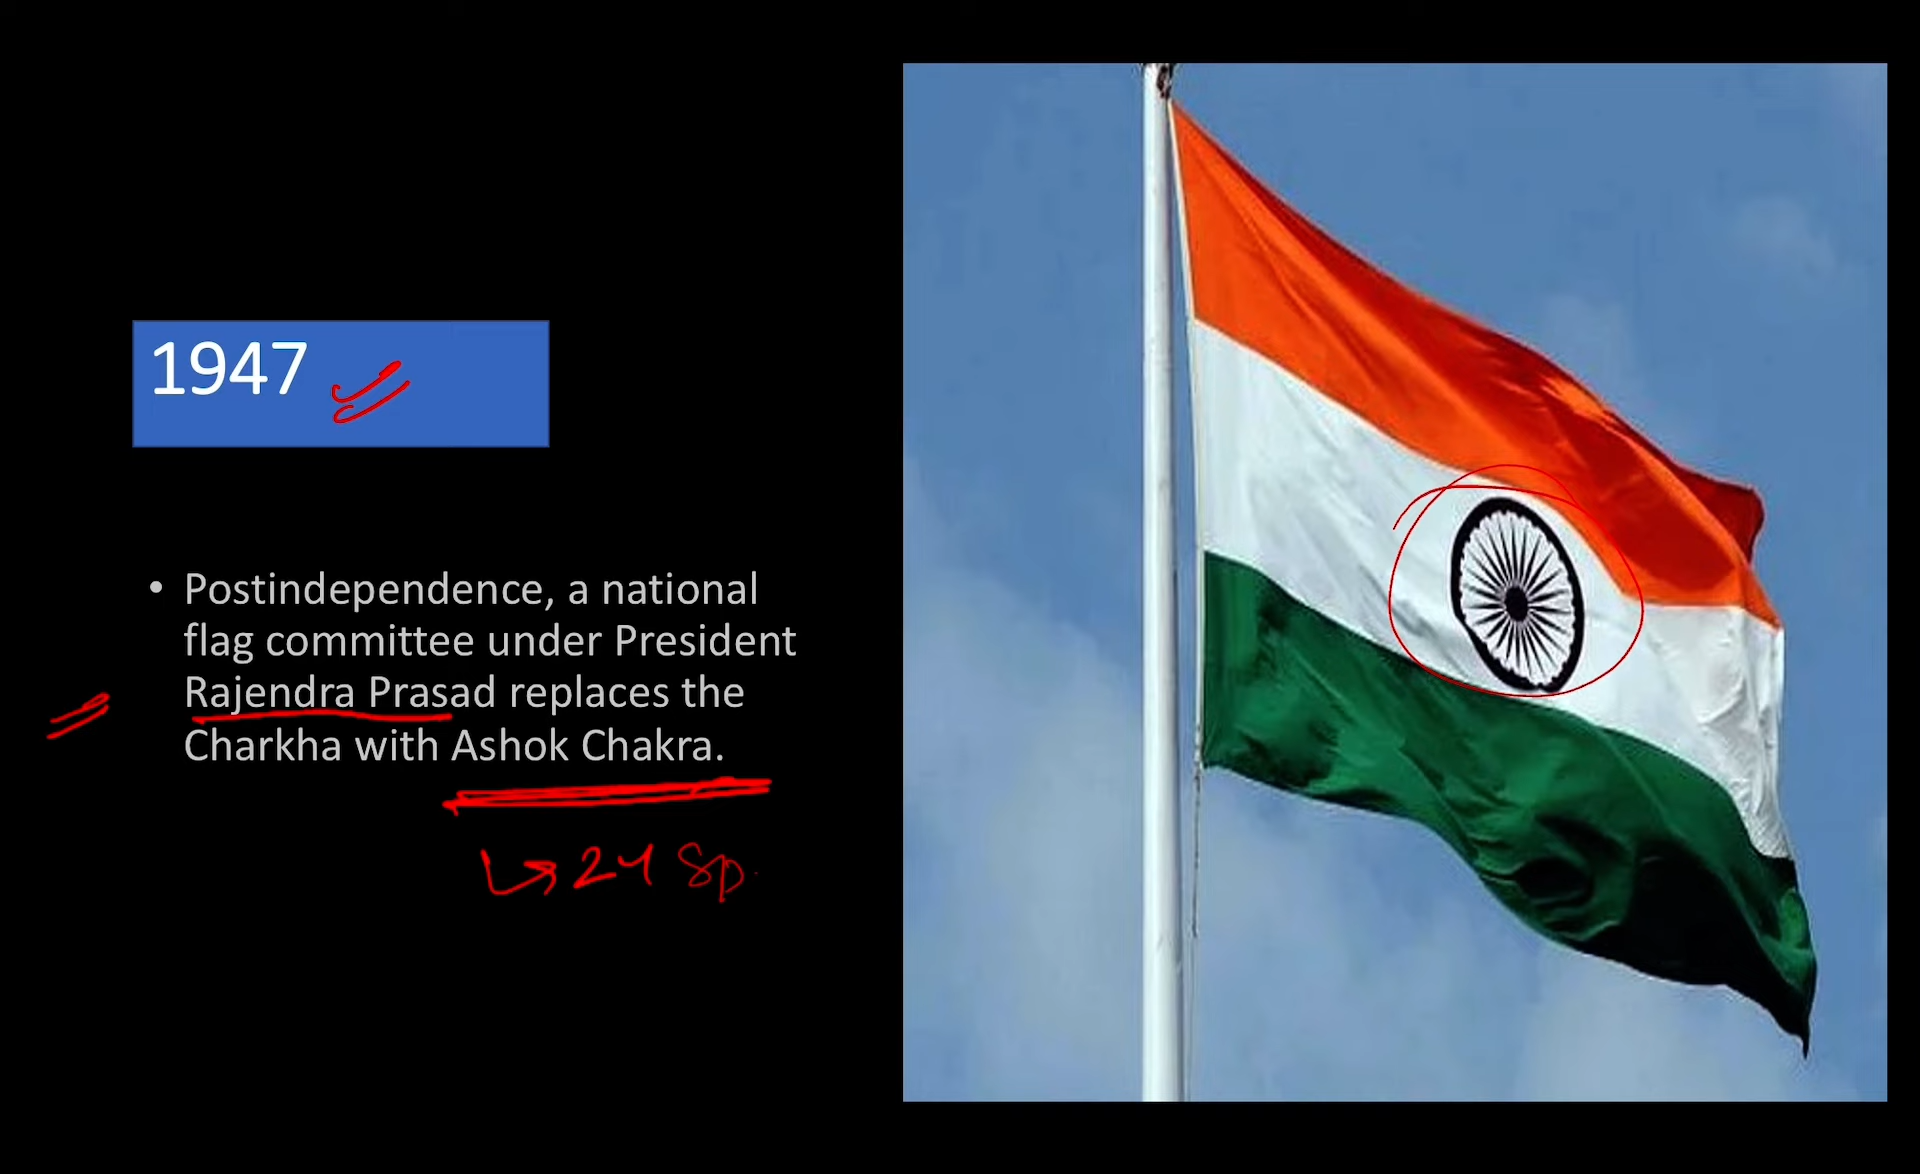 1947
• Postindependence, a national
flag committee under President
Rajendra Prasad replaces the
Charkha with Ashok Chakra.
↳ 24 Sp.